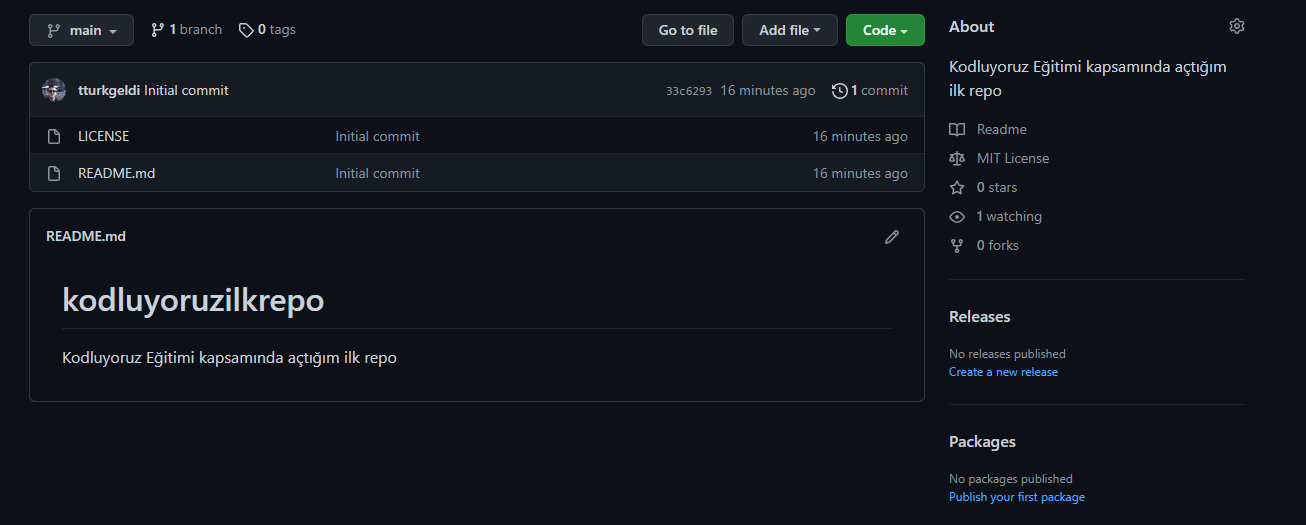 main 1 branch 0 tags Go to file Add file Code
tturkgeldi Initial commit 33c6293 16 minutes ago 1 commit
LICENSE Initial commit 16 minutes ago
README.md Initial commit 16 minutes ago
README.md
kodluyoruzilkrepo
Kodluyoruz Eğitimi kapsamında açtığım ilk repo
About
Kodluyoruz Eğitimi kapsamında açtığım
ilk repo
Readme
MIT License
0 stars
1 watching
0 forks
Releases
No releases published
Create a new release
Packages
No packages published
Publish your first package